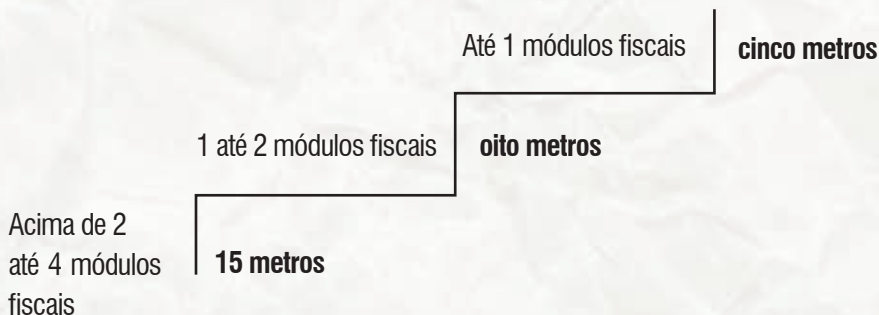 Até 1 módulos fiscais
cinco metros
1 até 2 módulos fiscais
oito metros
Acima de 2
até 4 módulos
fiscais
15 metros